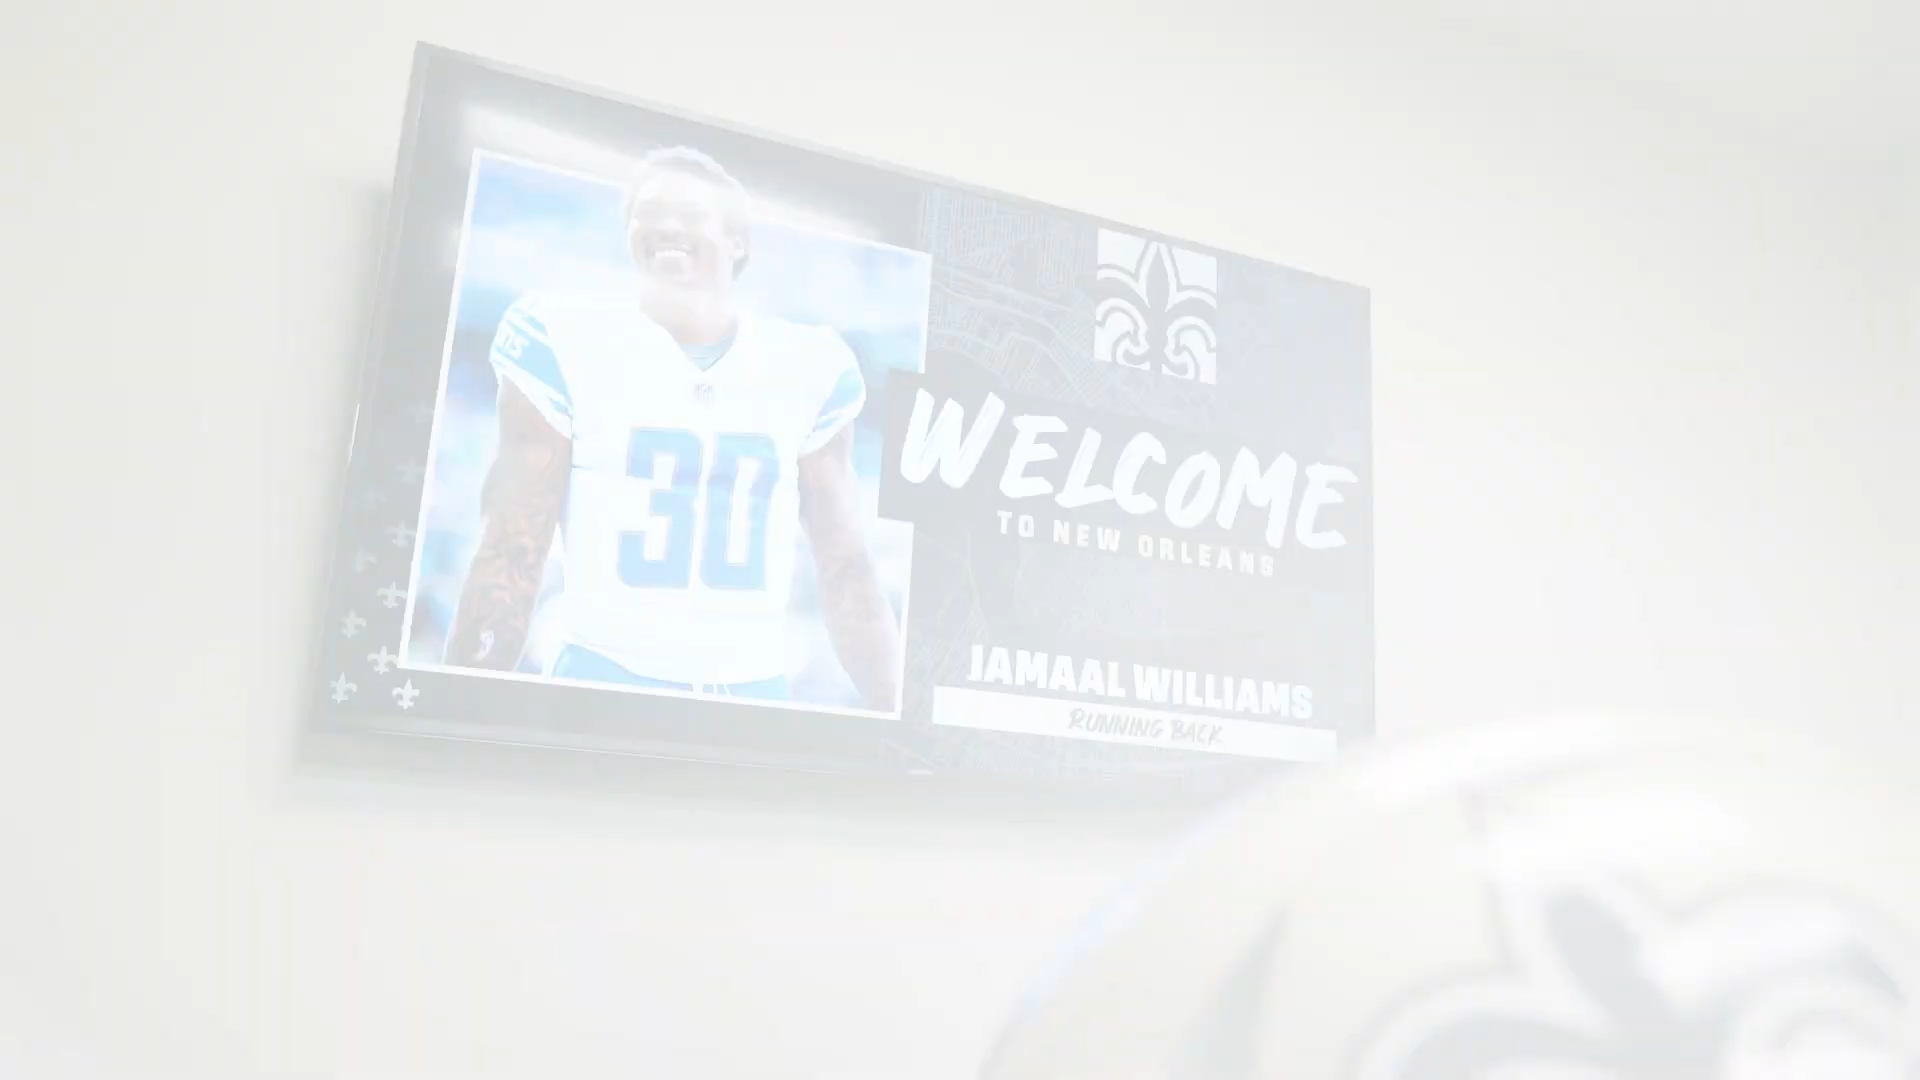 30
WELCOME
TO NEW ORLEANS
JAMAAL WILLIAMS
RUNNING BACK